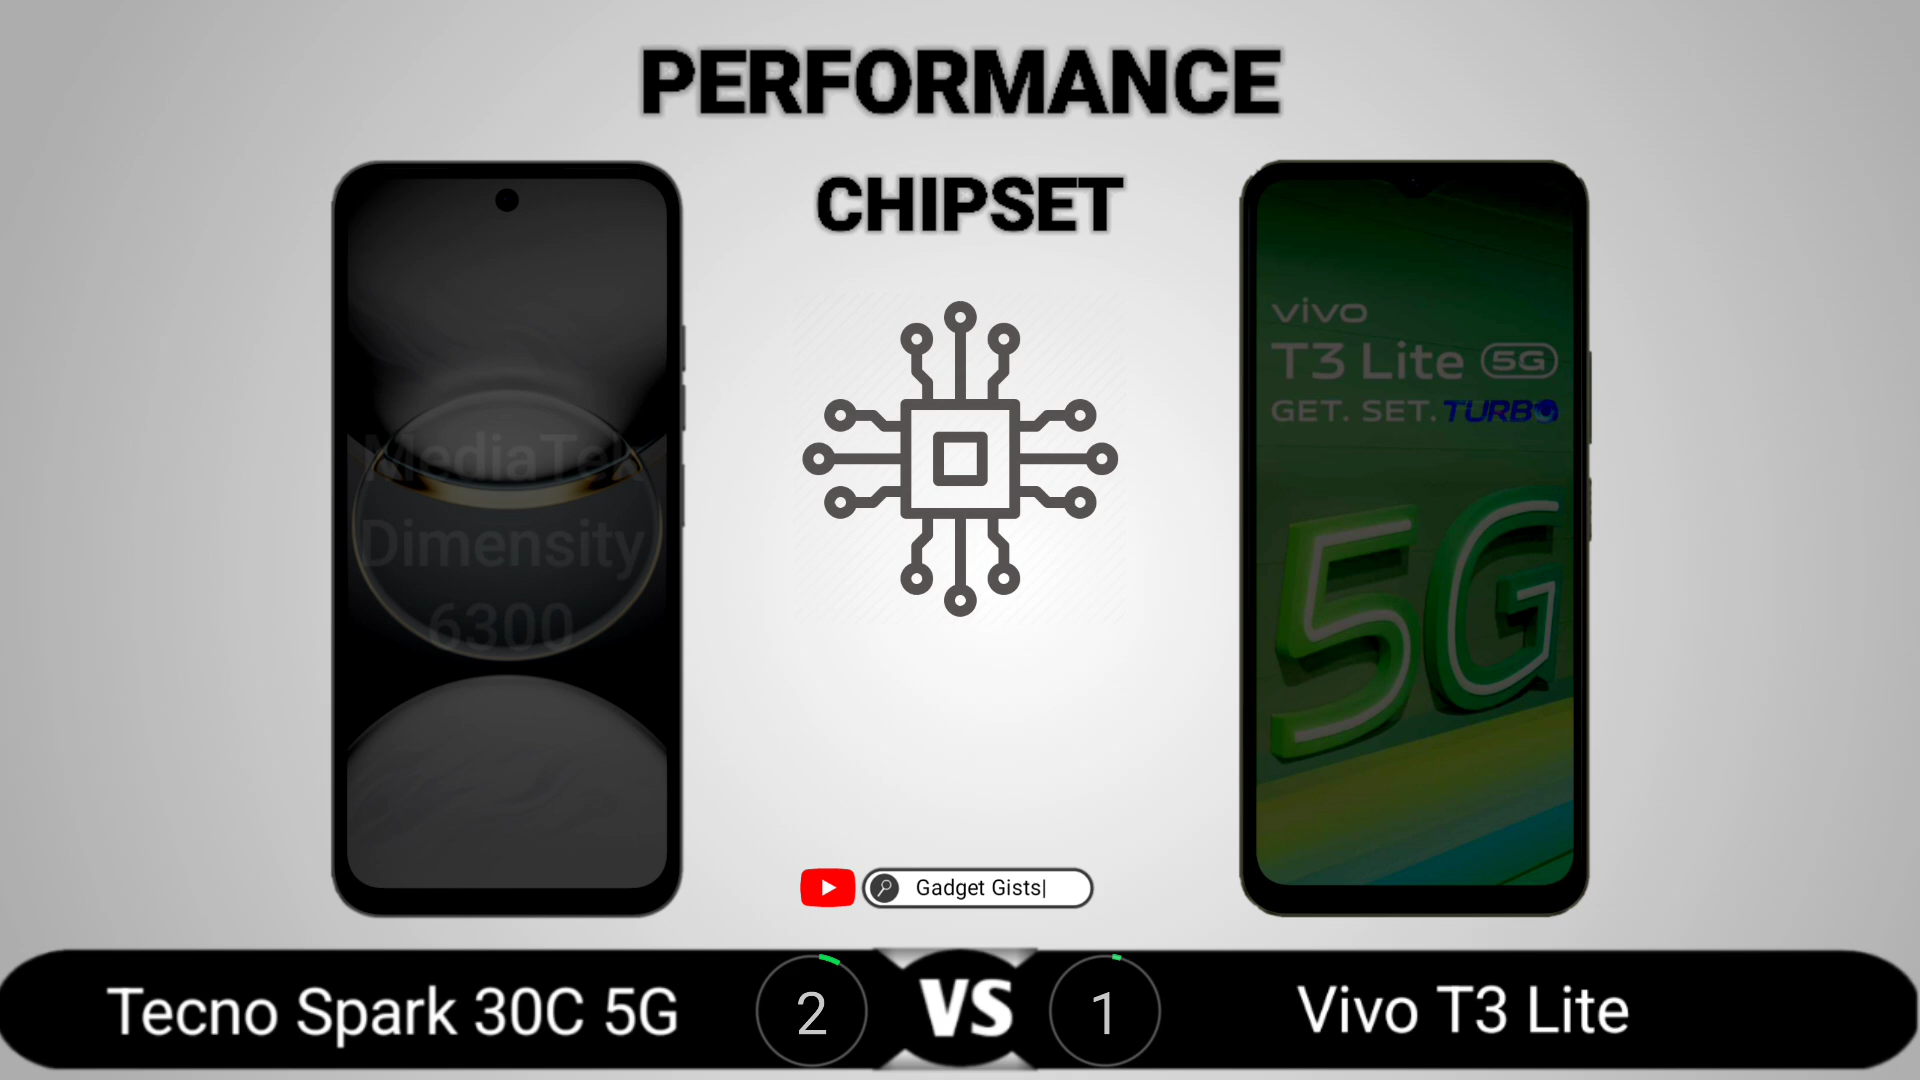 PERFORMANCE
CHIPSET
MediaTek
Dimensity
6300
vivo
T3 Lite 5G
GET. SET. TURBO
5G
Gadget Gists|
Tecno Spark 30C 5G
2
VS
1
Vivo T3 Lite